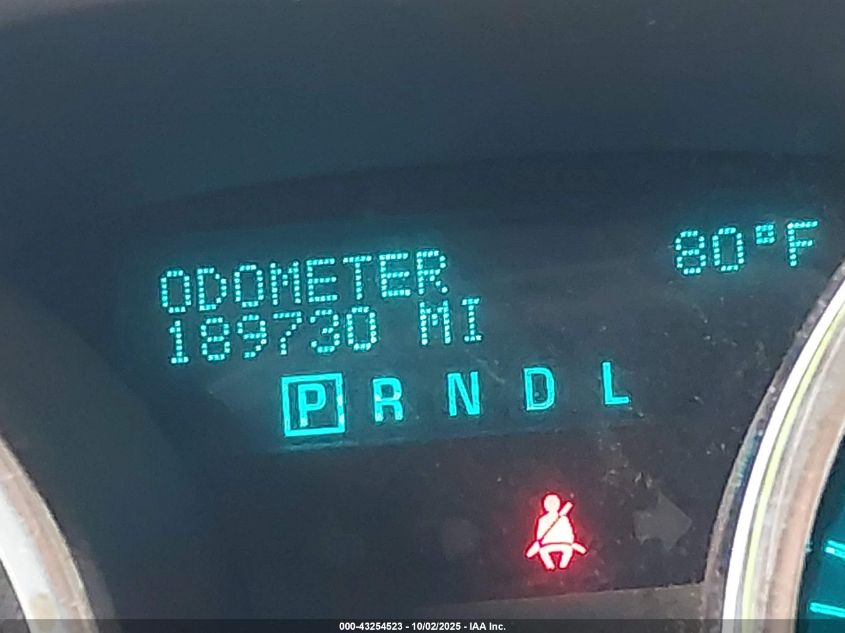 ODOMETER 80°F
189730 MI
P R N D L
000-43254523 - 10/02/2025 - IAA Inc.